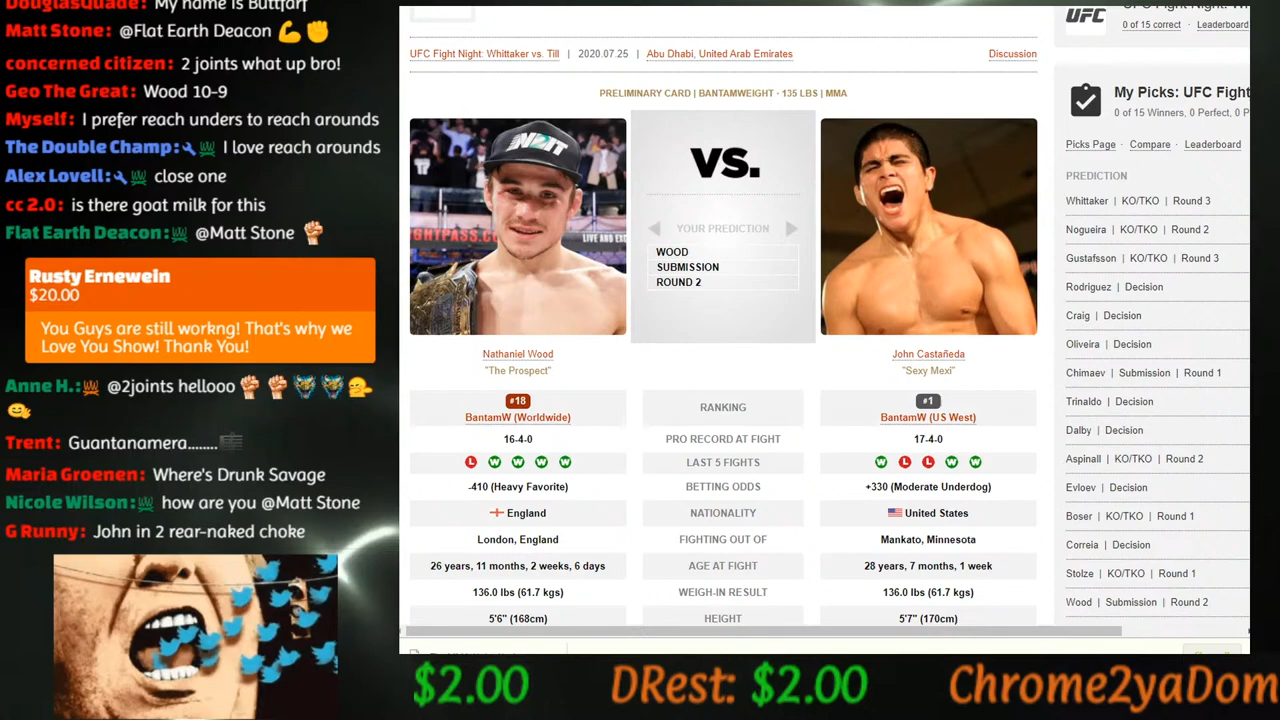 DouglasQuade: My name is Buttfart
Matt Stone: @Flat Earth Deacon
concerned citizen: 2 joints what up bro!
Geo The Great: Wood 10-9
Myself: I prefer reach unders to reach arounds
The Double Champ: I love reach arounds
Alex Lovell: close one
cc 2.0: is there goat milk for this
Flat Earth Deacon: @Matt Stone
Rusty Ernewein
$20.00
You Guys are still workng! That's why we
Love You Show! Thank You!
Anne H.: @2joints hellooo
Trent: Guantanamera........
Maria Groenen: Where's Drunk Savage
Nicole Wilson: how are you @Matt Stone
G Runny: John in 2 rear-naked choke
UFC Fight Night: Whittaker vs. Till | 2020.07.25 | Abu Dhabi, United Arab Emirates
Discussion
PRELIMINARY CARD | BANTAMWEIGHT · 135 LBS | MMA
VS.
YOUR PREDICTION
WOOD
SUBMISSION
ROUND 2
Nathaniel Wood
"The Prospect"
John Castañeda
"Sexy Mexi"
#18 RANKING #1
BantamW (Worldwide) BantamW (US West)
16-4-0 PRO RECORD AT FIGHT 17-4-0
L W W W W LAST 5 FIGHTS W L L W W
-410 (Heavy Favorite) BETTING ODDS +330 (Moderate Underdog)
England NATIONALITY United States
London, England FIGHTING OUT OF Mankato, Minnesota
26 years, 11 months, 2 weeks, 6 days AGE AT FIGHT 28 years, 7 months, 1 week
136.0 lbs (61.7 kgs) WEIGH-IN RESULT 136.0 lbs (61.7 kgs)
5'6" (168cm) HEIGHT 5'7" (170cm)
UFC
0 of 15 correct · Leaderboard
My Picks: UFC Fight
0 of 15 Winners, 0 Perfect, 0 P
Picks Page · Compare · Leaderboard
PREDICTION
Whittaker | KO/TKO | Round 3
Nogueira | KO/TKO | Round 2
Gustafsson | KO/TKO | Round 3
Rodriguez | Decision
Craig | Decision
Oliveira | Decision
Chimaev | Submission | Round 1
Trinaldo | Decision
Dalby | Decision
Aspinall | KO/TKO | Round 2
Evloev | Decision
Boser | KO/TKO | Round 1
Correia | Decision
Stolze | KO/TKO | Round 1
Wood | Submission | Round 2
$2.00 DRest: $2.00 Chrome2yaDom